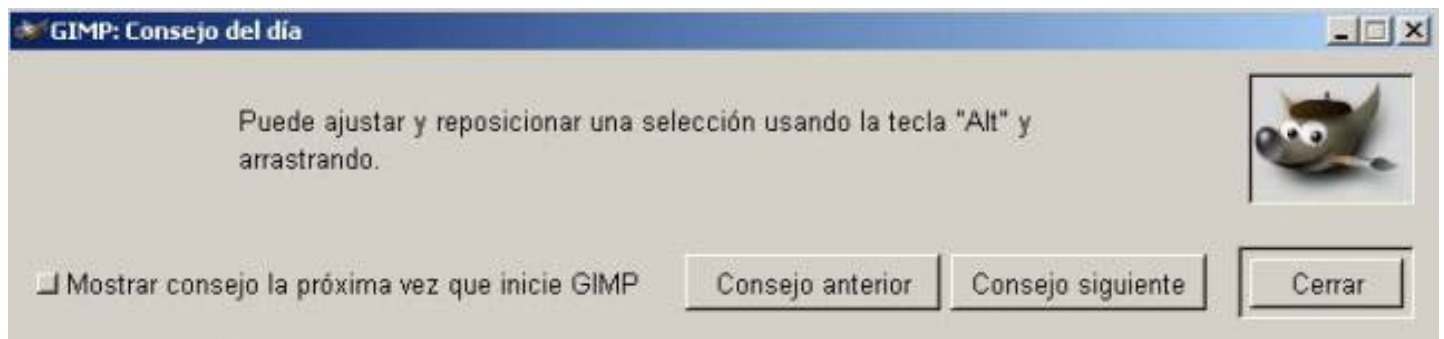 GIMP: Consejo del día
Puede ajustar y reposicionar una selección usando la tecla "Alt" y
arrastrando.
Mostrar consejo la próxima vez que inicie GIMP
Consejo anterior
Consejo siguiente
Cerrar